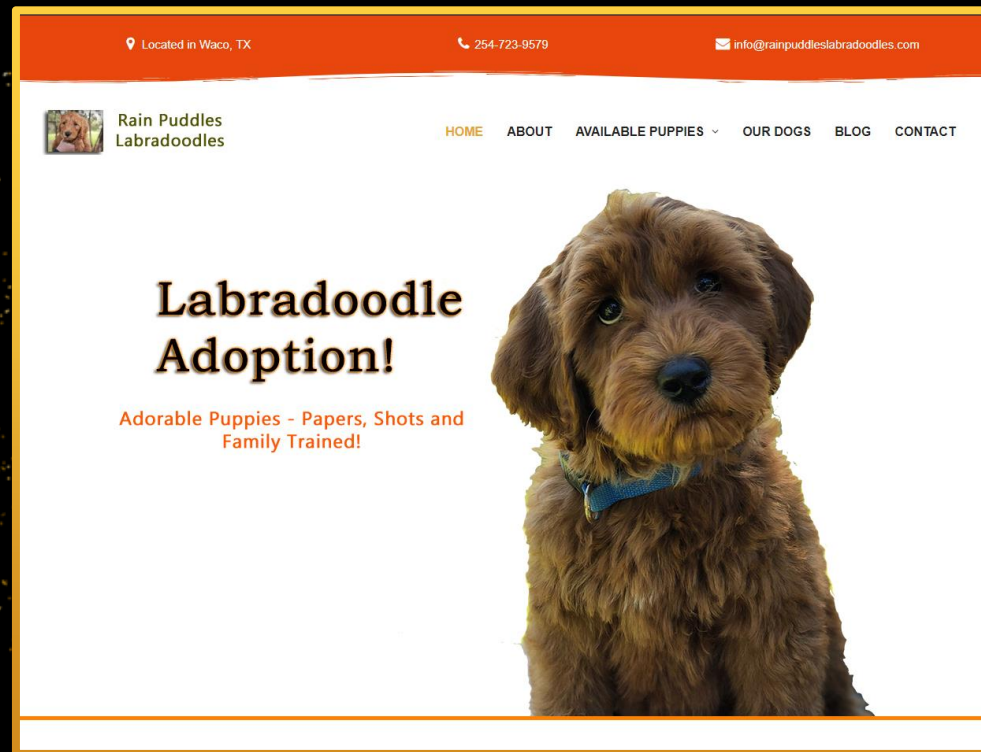 Located in Waco, TX
254-723-9579
info@rainpuddleslabradoodles.com
Rain Puddles
Labradoodles
HOME ABOUT AVAILABLE PUPPIES OUR DOGS BLOG CONTACT
Labradoodle
Adoption!
Adorable Puppies - Papers, Shots and
Family Trained!